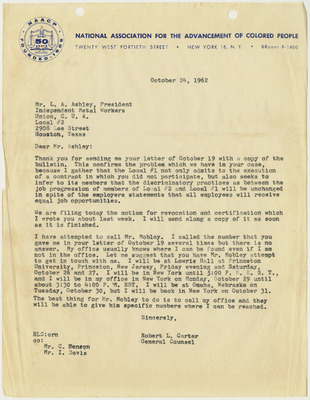 NAACP
50
FOUNDED 1909
NATIONAL ASSOCIATION FOR THE ADVANCEMENT OF COLORED PEOPLE
TWENTY WEST FORTIETH STREET • NEW YORK 18, N. Y. • BRyant 9-1400
October 24, 1962
Mr. L. A. Ashley, President
Independent Metal Workers
Union, C. U. A.
Local #2
2908 Lee Street
Houston, Texas
Dear Mr. Ashley:
Thank you for sending me your letter of October 19 with a copy of the
bulletin. This confirms the problem which we have in your case,
because I gather that the Local #1 not only admits to the execution
of a contract in which you did not participate, but also seeks to
infer to its members that the discriminatory practices as between the
job progression of members of Local #2 and Local #1 will be unchanged
in spite of the employers statement that all employees will receive
equal job opportunities.
We are filing today the action for revocation and certification which
I wrote you about last week. I will send along a copy of it as soon
as it is finished.
I have attempted to call Mr. Mobley. I called the number that you
gave me in your letter of October 19 several times but there is no
answer. My office usually knows where I can be found even if I am
not in the office. Let me suggest that you have Mr. Mobley attempt
to get in touch with me. I will be at Lowrie Hall at Princeton
University, Princeton, New Jersey, Friday evening and Saturday,
October 26 and 27. I will be in New York until 3:00 P. M. E. S. T.,
and I will be in my office in New York on Monday, October 29 until
about 3:30 to 4:00 P. M. EST. I will be at Omaha, Nebraska on
Tuesday, October 30, but I will be back in New York on October 31.
The best thing for Mr. Mobley to do is to call my office and they
will be able to give him specific numbers where I can be reached.
Sincerely,
RLC:crn
Robert L. Carter
cc:
General Counsel
Mr. C. Benson
Mr. I. Davis